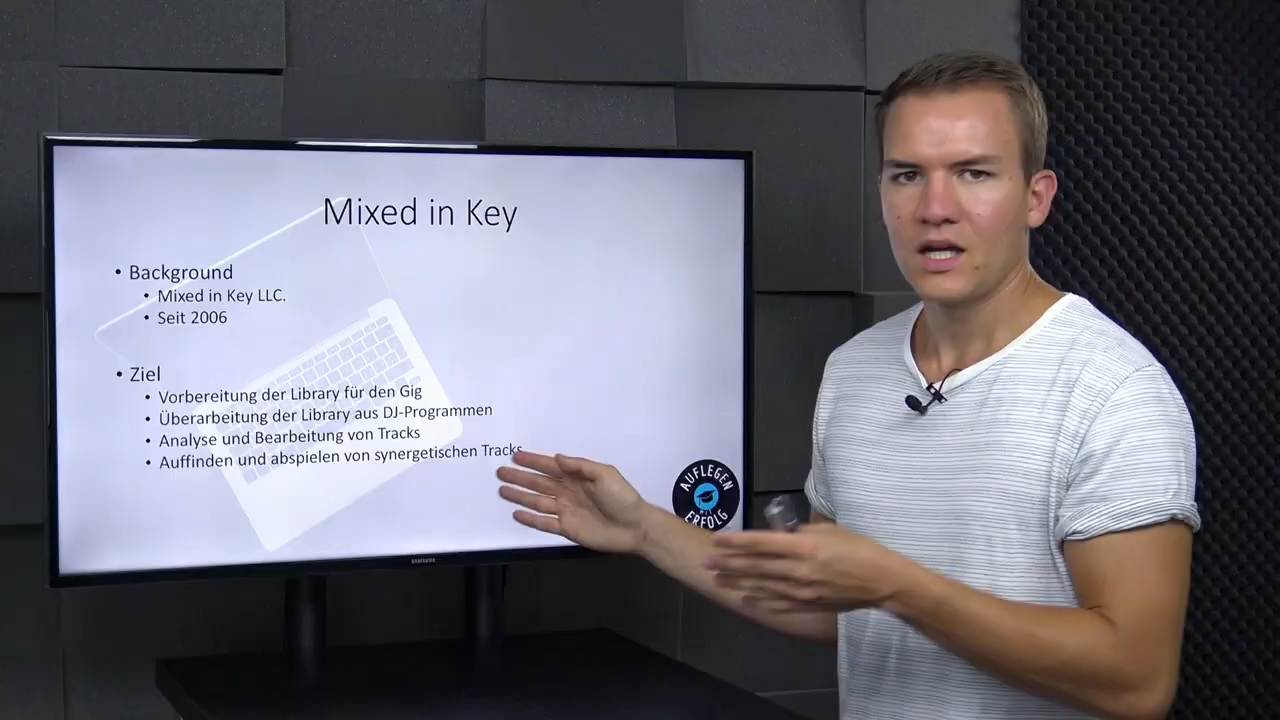 Mixed in Key
• Background
• Mixed in Key LLC.
• Seit 2006
• Ziel
• Vorbereitung der Library für den Gig
• Überarbeitung der Library aus DJ-Programmen
• Analyse und Bearbeitung von Tracks
• Auffinden und abspielen von synergetischen Tracks
AUFLEGEN
MIT
ERFOLG
SAMSUNG